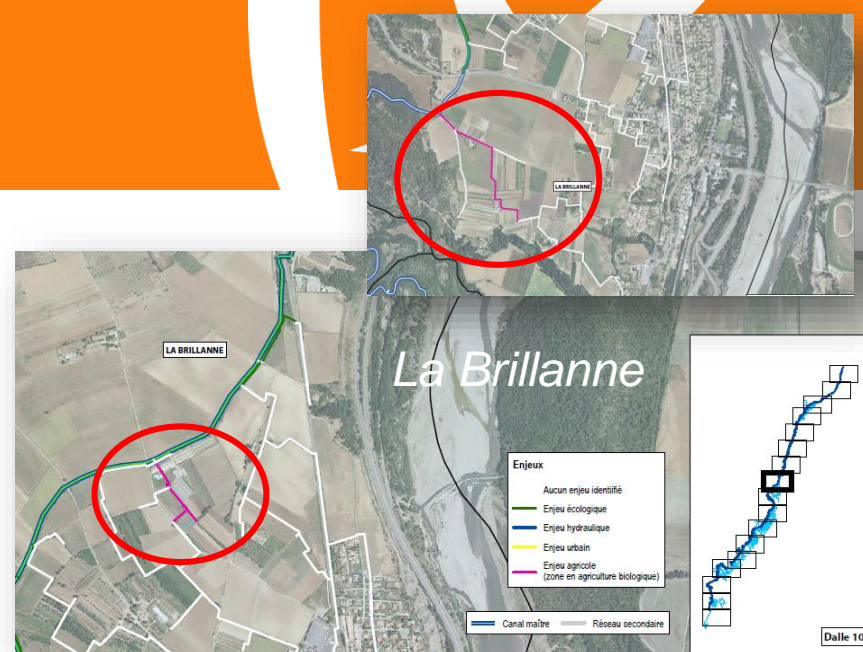 LA BRILLANNE
LA BRILLANNE
La Brillanne
Enjeux
Aucun enjeu identifié
Enjeu écologique
Enjeu hydraulique
Enjeu urbain
Enjeu agricole
(zone en agriculture biologique)
Canal maître
Réseau secondaire
Dalle 10